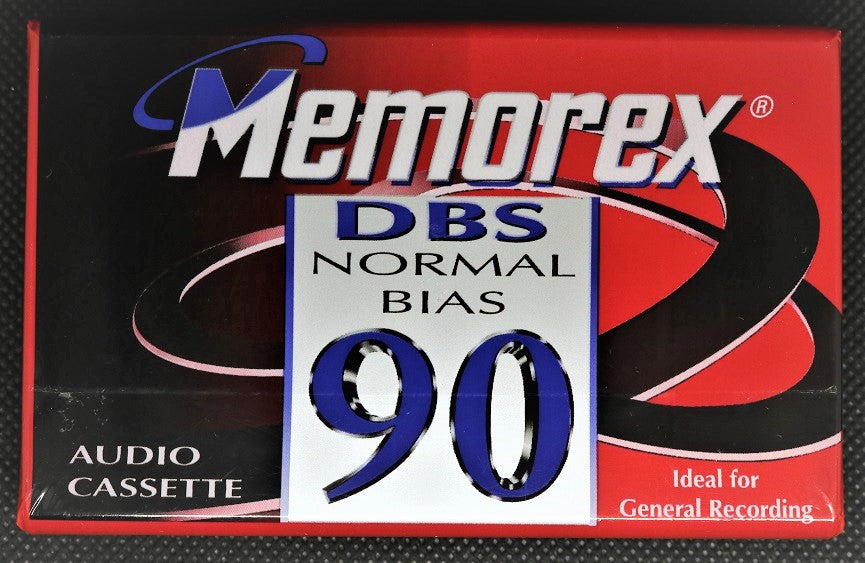 Memorex®
DBS
NORMAL
BIAS
90
AUDIO
CASSETTE
Ideal for
General Recording